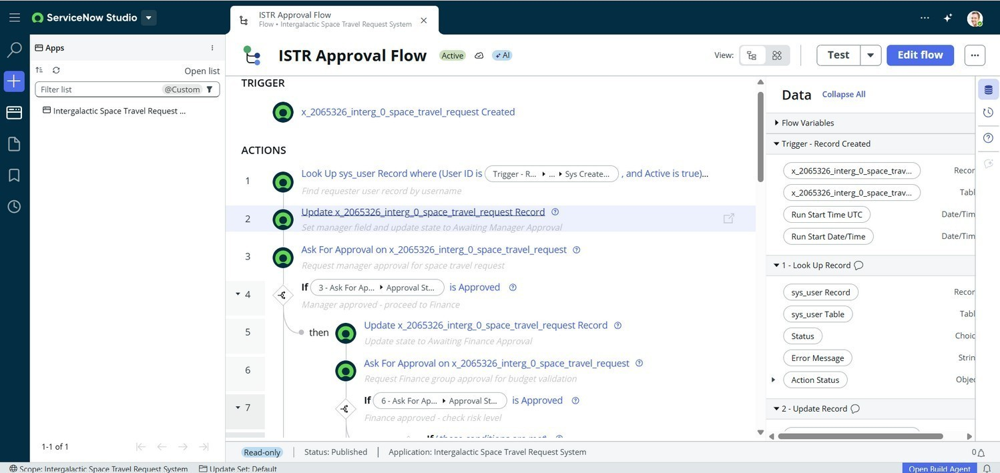 ServiceNow Studio
ISTR Approval Flow
Flow • Intergalactic Space Travel Request System
Apps
Open list
Filter list @Custom
Intergalactic Space Travel Request ...
1-1 of 1
ISTR Approval Flow Active AI
View: Test Edit flow
TRIGGER
x_2065326_interg_0_space_travel_request Created
ACTIONS
1 Look Up sys_user Record where (User ID is Trigger - R... ... Sys Create... , and Active is true)...
Find requester user record by username
2 Update x_2065326_interg_0_space_travel_request Record
Set manager field and update state to Awaiting Manager Approval
3 Ask For Approval on x_2065326_interg_0_space_travel_request
Request manager approval for space travel request
4 If 3 - Ask For Ap... Approval St... is Approved
Manager approved - proceed to Finance
5 then Update x_2065326_interg_0_space_travel_request Record
Update state to Awaiting Finance Approval
6 Ask For Approval on x_2065326_interg_0_space_travel_request
Request Finance group approval for budget validation
7 If 6 - Ask For Ap... Approval St... is Approved
Finance approved - check risk level
Data Collapse All
Flow Variables
Trigger - Record Created
x_2065326_interg_0_space_trav... Recor
x_2065326_interg_0_space_trav... Tabl
Run Start Time UTC Date/Tim
Run Start Date/Time Date/Tim
1 - Look Up Record
sys_user Record Recor
sys_user Table Tabl
Status Choic
Error Message Strin
Action Status Objec
2 - Update Record
Read-only Status: Published Application: Intergalactic Space Travel Request System 0
Scope: Intergalactic Space Travel Request System Update Set: Default Open Build Agent